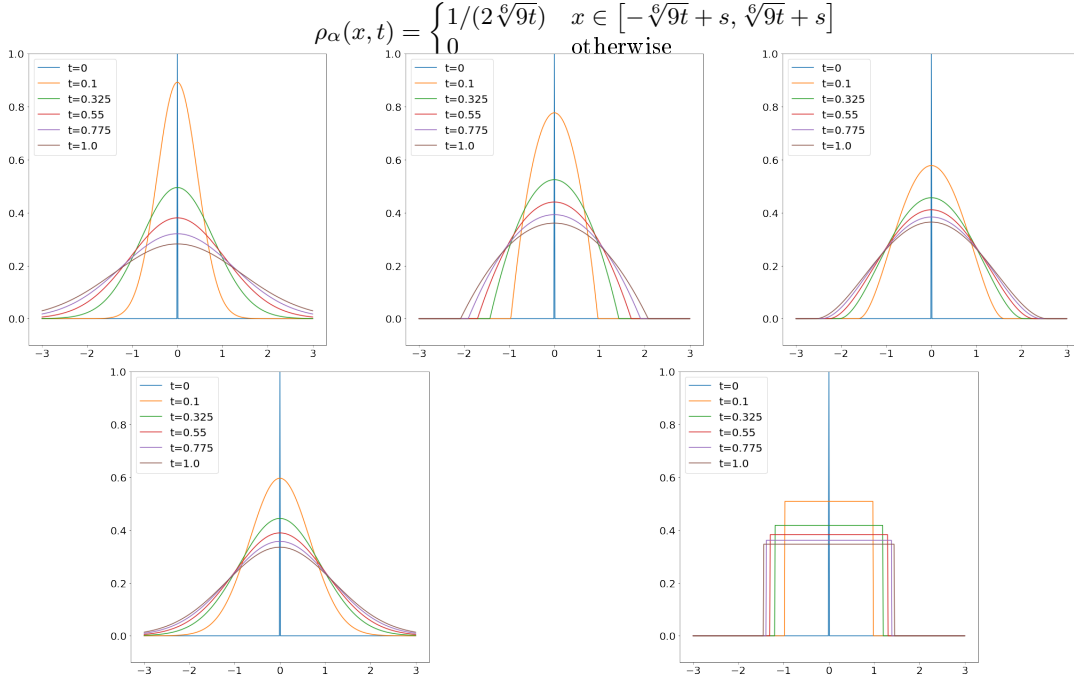 ρ_α(x, t) = { 1/(2 ⁶√9t) x ∈ [−⁶√9t + s, ⁶√9t + s]
0 otherwise
1.0
0.8
0.6
0.4
0.2
0.0
−3 −2 −1 0 1 2 3
t=0
t=0.1
t=0.325
t=0.55
t=0.775
t=1.0
1.0
0.8
0.6
0.4
0.2
0.0
−3 −2 −1 0 1 2 3
t=0
t=0.1
t=0.325
t=0.55
t=0.775
t=1.0
1.0
0.8
0.6
0.4
0.2
0.0
−3 −2 −1 0 1 2 3
t=0
t=0.1
t=0.325
t=0.55
t=0.775
t=1.0
1.0
0.8
0.6
0.4
0.2
0.0
−3 −2 −1 0 1 2 3
t=0
t=0.1
t=0.325
t=0.55
t=0.775
t=1.0
1.0
0.8
0.6
0.4
0.2
0.0
−3 −2 −1 0 1 2 3
t=0
t=0.1
t=0.325
t=0.55
t=0.775
t=1.0